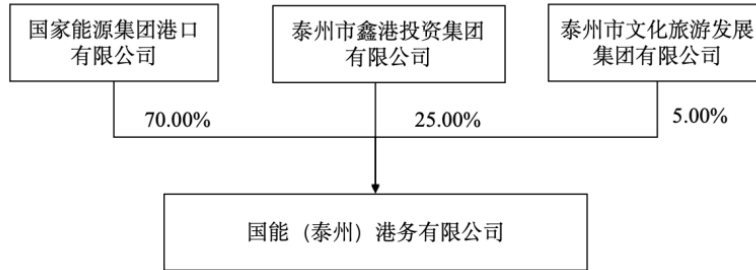 国家能源集团港口
有限公司
泰州市鑫港投资集团
有限公司
泰州市文化旅游发展
集团有限公司
70.00%
25.00%
5.00%
国能（泰州）港务有限公司